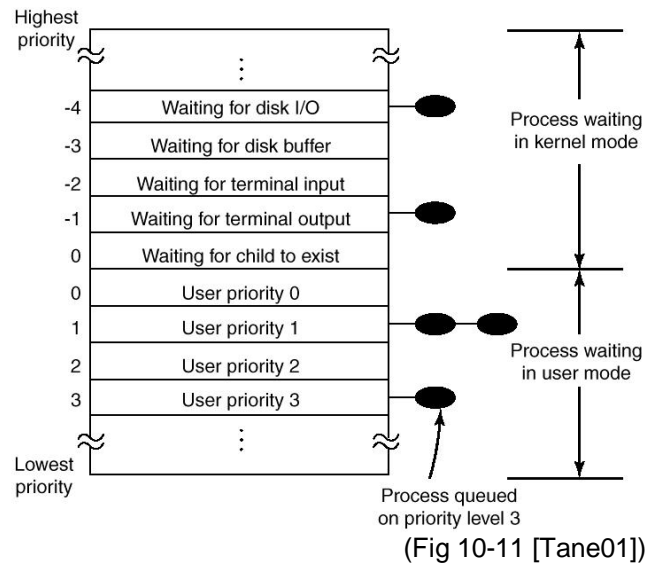 Highest
priority
-4 Waiting for disk I/O
-3 Waiting for disk buffer
-2 Waiting for terminal input
-1 Waiting for terminal output
0 Waiting for child to exist
0 User priority 0
1 User priority 1
2 User priority 2
3 User priority 3
Lowest
priority
Process waiting
in kernel mode
Process waiting
in user mode
Process queued
on priority level 3
(Fig 10-11 [Tane01])